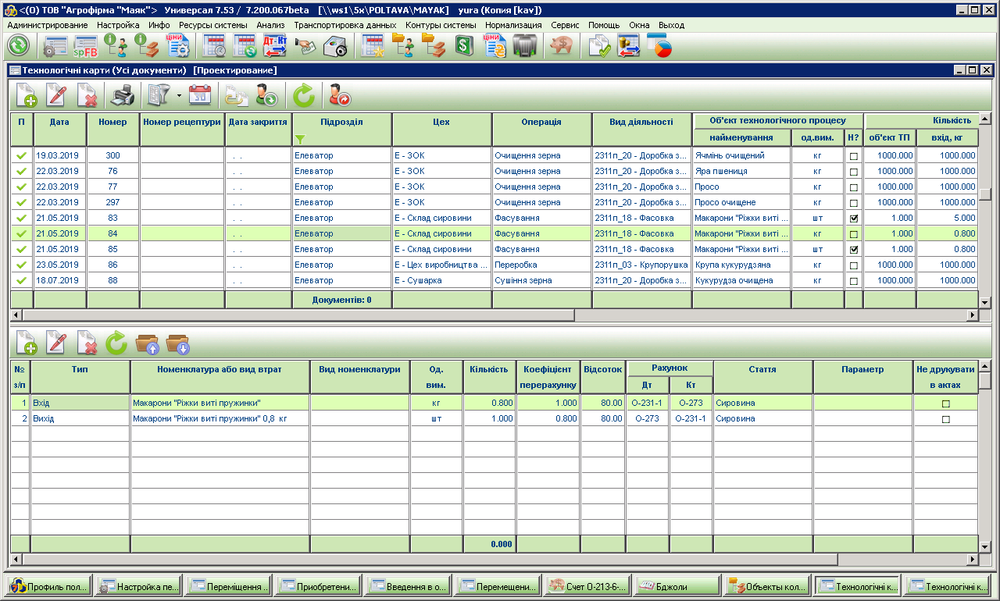 <(О) ТОВ "Агрофірма "Маяк"> Универсал 7.53 / 7.200.067beta [\\ws1\5x\POLTAVA\MAYAK] yura (Копия [kav])
Администрирование Настройка Инфо Ресурсы системы Анализ Транспортировка данных Контуры системы Нормализация Сервис Помощь Окна Выход
spFB ЦІНИ Дт-Кт ЦІНИ
Технологічні карти (Усі документи) [Проектирование]
П Дата Номер Номер рецептури Дата закриття Підрозділ Цех Операція Вид діяльності Об'єкт технологічного процесу Кількість
найменування од.вим. Н? об'єкт ТП вхід, кг
19.03.2019 300 . . Елеватор Е - ЗОК Очищення зерна 2311п_20 - Доробка з... Ячмінь очищений кг 1000.000 1000.000
22.03.2019 76 . . Елеватор Е - ЗОК Очищення зерна 2311п_20 - Доробка з... Яра пшениця кг 1000.000 1000.000
22.03.2019 77 . . Елеватор Е - ЗОК Очищення зерна 2311п_20 - Доробка з... Просо кг 1000.000 1000.000
22.03.2019 297 . . Елеватор Е - ЗОК Очищення зерна 2311п_20 - Доробка з... Просо очищене кг 1000.000 1000.000
21.05.2019 83 . . Елеватор Е - Склад сировини Фасування 2311п_18 - Фасовка Макарони "Ріжки виті ... шт 1.000 5.000
21.05.2019 84 . . Елеватор Е - Склад сировини Фасування 2311п_18 - Фасовка Макарони "Ріжки виті ... кг 1.000 0.800
21.05.2019 85 . . Елеватор Е - Склад сировини Фасування 2311п_18 - Фасовка Макарони "Ріжки виті ... шт 1.000 0.800
23.05.2019 86 . . Елеватор Е - Цех виробництва ... Переробка 2311п_03 - Крупорушка Крупа кукурудзяна кг 1000.000 1000.000
18.07.2019 88 . . Елеватор Е - Сушарка Сушіння зерна 2311п_20 - Доробка з... Кукурудза очищена кг 1000.000 1000.000
Документів: 0
№ Тип Номенклатура або вид втрат Вид номенклатури Од. Кількість Коефіцієнт Відсоток Рахунок Стаття Параметр Не друкувати
з/п вим. перерахунку Дт Кт в актах
1 Вхід Макарони "Ріжки виті пружинки" кг 0.800 1.000 80.00 О-231-1 О-273 Сировина
2 Вихід Макарони "Ріжки виті пружинки" 0,8 кг шт 1.000 0.800 80.00 О-273 О-231-1 Сировина
0.000
Профиль пол... Настройка пе... Переміщення ... Приобретени... Введення в о... Перемещени... Счет О-213-6-... Бджоли Объекты кол... Технологічні к... Технологічні к...